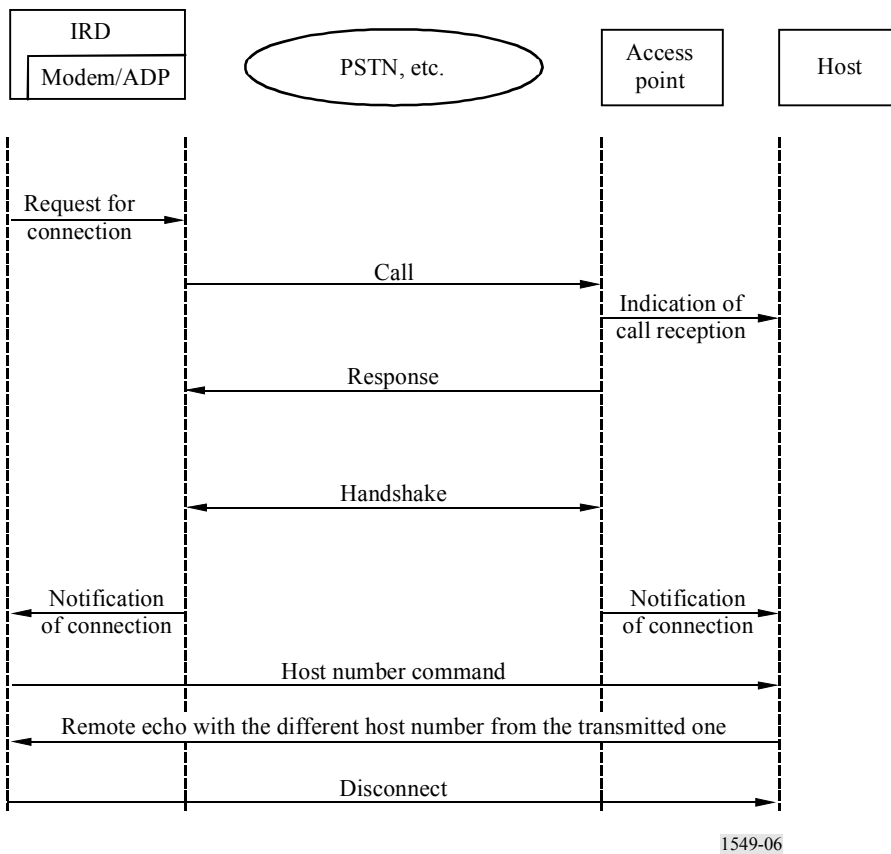 IRD
Modem/ADP
PSTN, etc.
Access
point
Host
Request for
connection
Call
Indication of
call reception
Response
Handshake
Notification
of connection
Notification
of connection
Host number command
Remote echo with the different host number from the transmitted one
Disconnect
1549-06